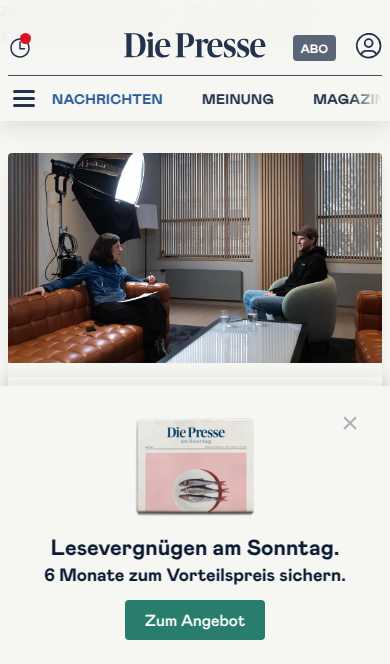 Die Presse
ABO
NACHRICHTEN MEINUNG MAGAZIN
Die Presse
am Sonntag
Lesevergnügen am Sonntag.
6 Monate zum Vorteilspreis sichern.
Zum Angebot